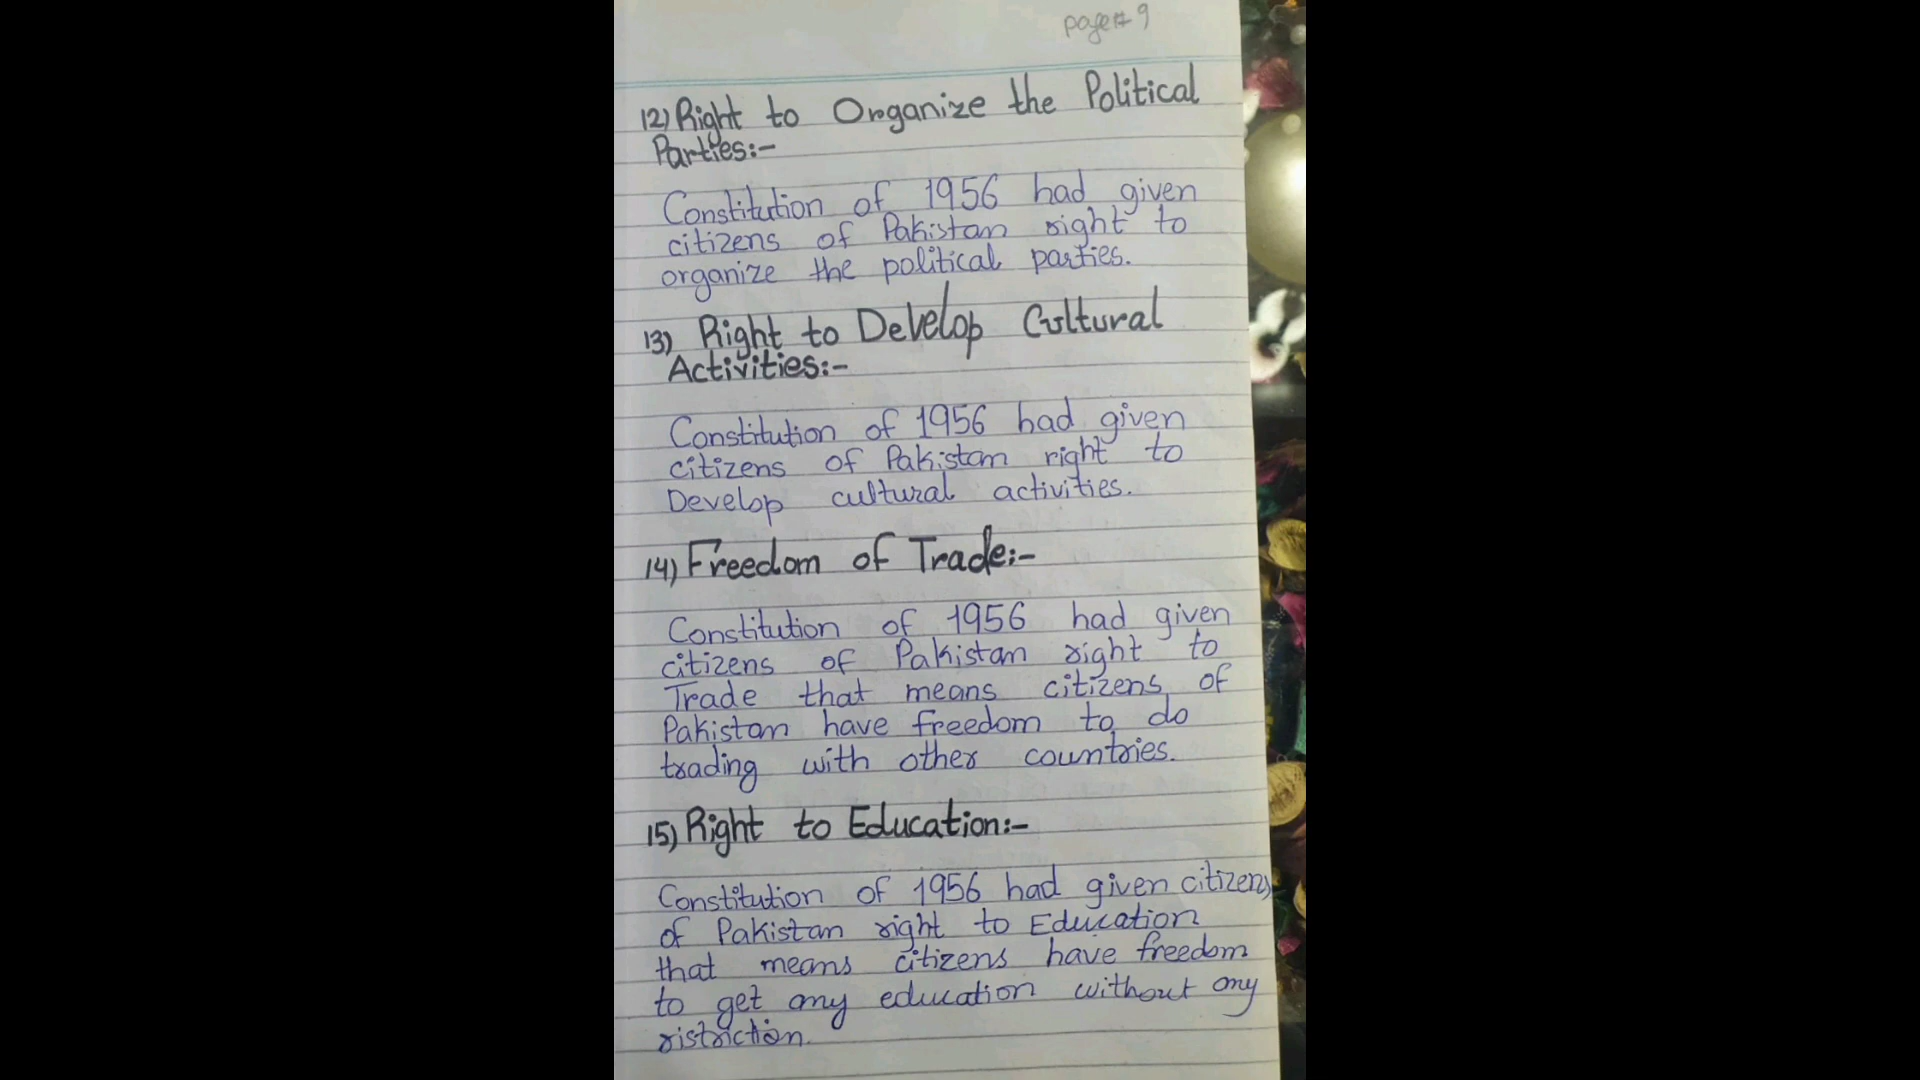 page# 9
12) Right to Organize the Political
Parties:-
Constitution of 1956 had given
citizens of Pakistan right to
organize the political parties.
13) Right to Develop Cultural
Activities:-
Constitution of 1956 had given
citizens of Pakistan right to
Develop cultural activities.
14) Freedom of Trade:-
Constitution of 1956 had given
citizens of Pakistan right to
Trade that means citizens of
Pakistan have freedom to do
trading with other countries.
15) Right to Education:-
Constitution of 1956 had given citizens
of Pakistan right to Education
that means citizens have freedom
to get any education without any
ristriction.